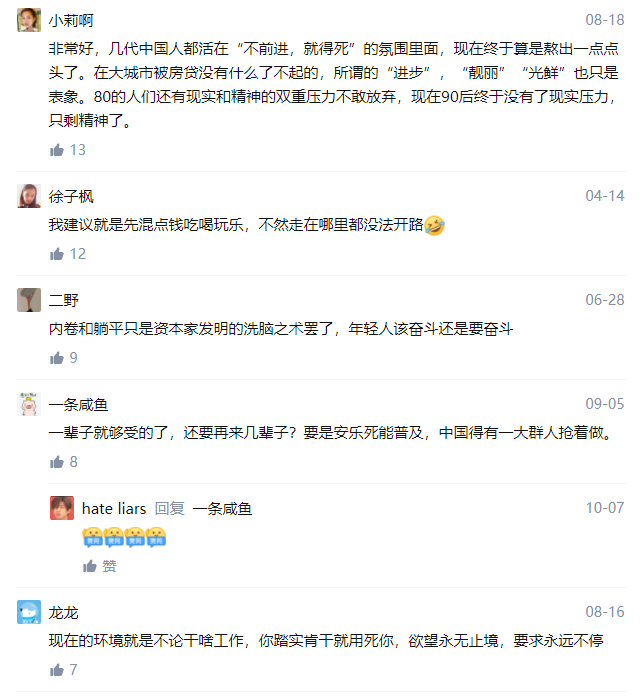 小莉啊 08-18
非常好，几代中国人都活在“不前进，就得死”的氛围里面，现在终于算是熬出一点点
头了。在大城市被房贷没有什么了不起的，所谓的“进步”，“靓丽”“光鲜”也只是
表象。80的人们还有现实和精神的双重压力不敢放弃，现在90后终于没有了现实压力，
只剩精神了。
13
徐子枫 04-14
我建议就是先混点钱吃喝玩乐，不然走在哪里都没法开路🤣
12
二野 06-28
内卷和躺平只是资本家发明的洗脑之术罢了，年轻人该奋斗还是要奋斗
9
一条咸鱼 09-05
一辈子就够受的了，还要再来几辈子？要是安乐死能普及，中国得有一大群人抢着做。
8
hate liars 回复 一条咸鱼 10-07
赞
龙龙 08-16
现在的环境就是不论干啥工作，你踏实肯干就用死你，欲望永无止境，要求永远不停
7